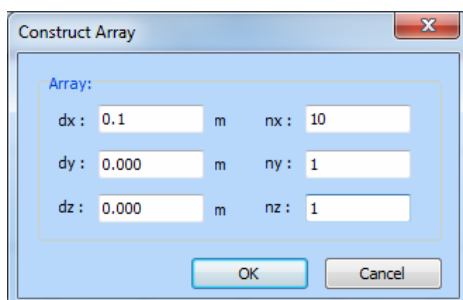 Construct Array
Array:
dx : 0.1 m nx : 10
dy : 0.000 m ny : 1
dz : 0.000 m nz : 1
OK Cancel